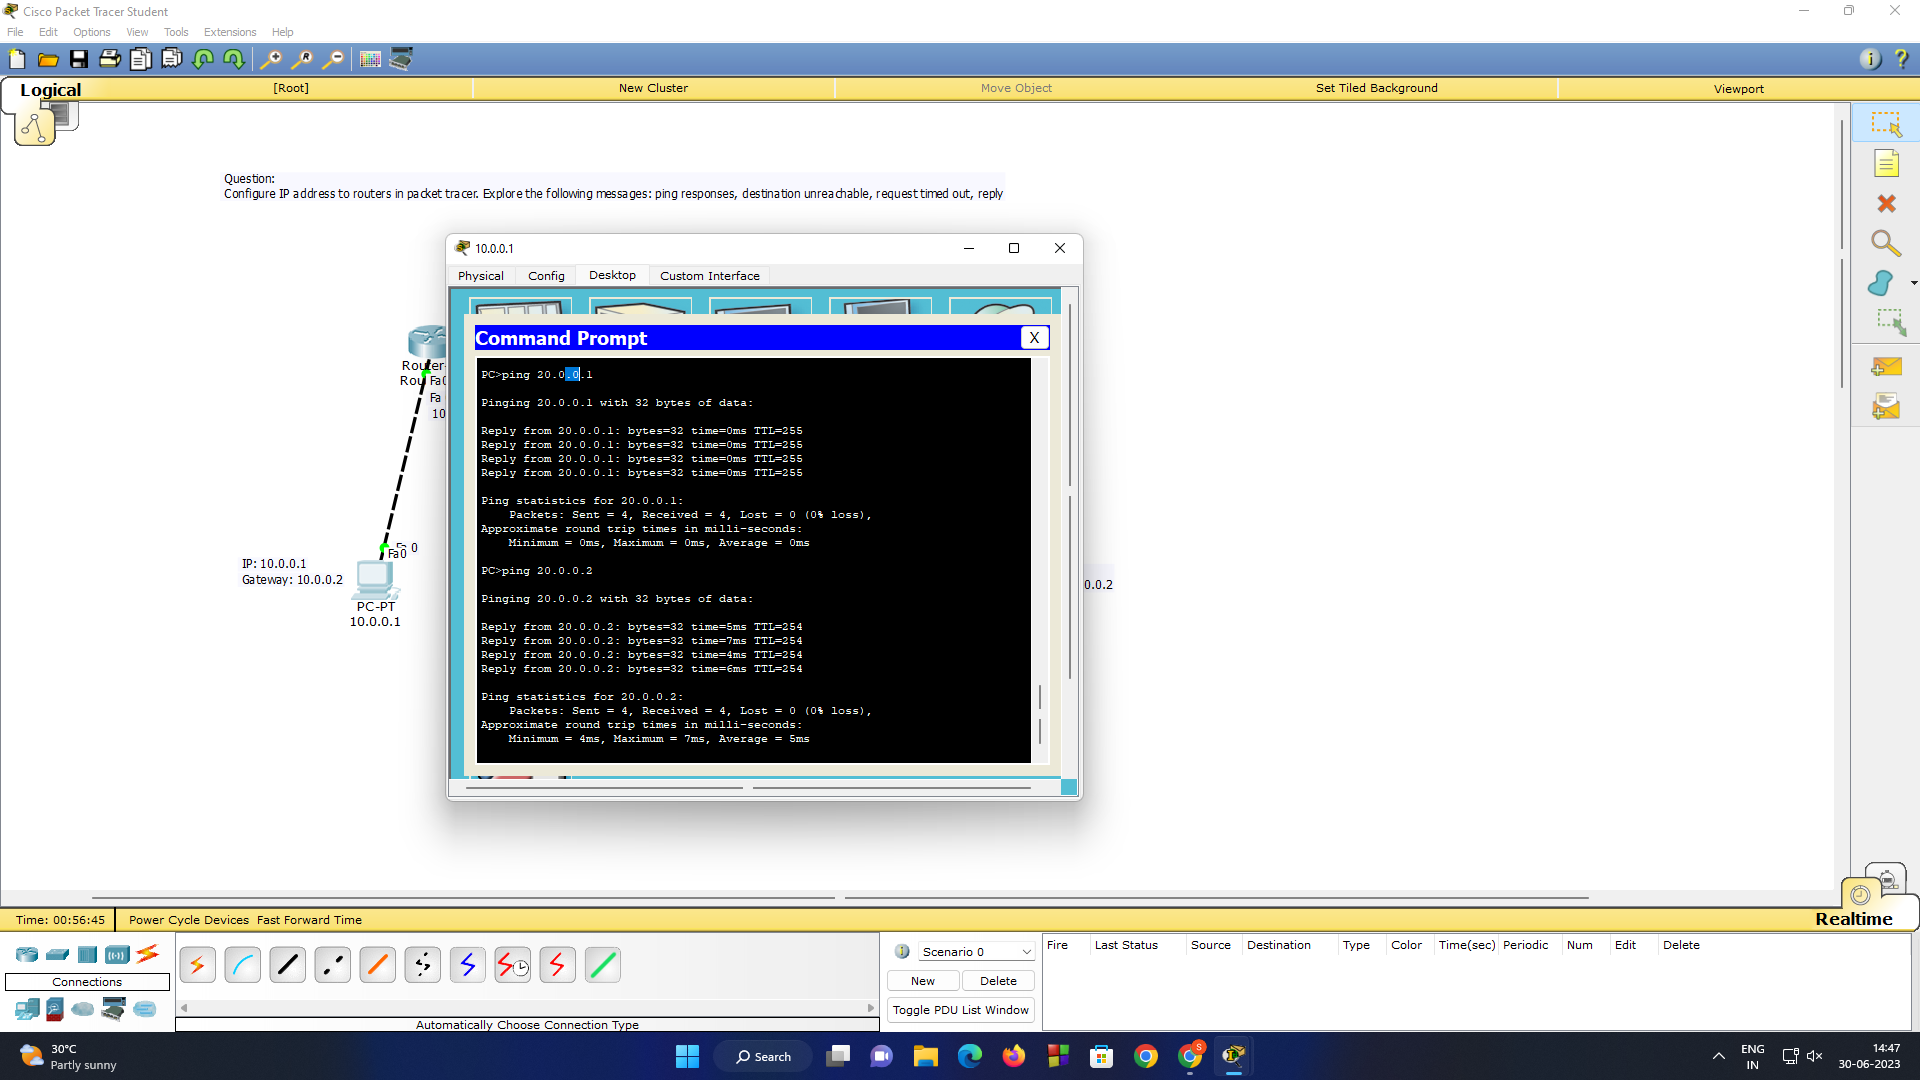 Cisco Packet Tracer Student
File Edit Options View Tools Extensions Help
Logical
[Root]
New Cluster
Move Object
Set Tiled Background
Viewport
Question:
Configure IP address to routers in packet tracer. Explore the following messages: ping responses, destination unreachable, request timed out, reply
10.0.0.1
Physical Config Desktop Custom Interface
Command Prompt
X
PC>ping 20.0.0.1
Pinging 20.0.0.1 with 32 bytes of data:
Reply from 20.0.0.1: bytes=32 time=0ms TTL=255
Reply from 20.0.0.1: bytes=32 time=0ms TTL=255
Reply from 20.0.0.1: bytes=32 time=0ms TTL=255
Reply from 20.0.0.1: bytes=32 time=0ms TTL=255
Ping statistics for 20.0.0.1:
Packets: Sent = 4, Received = 4, Lost = 0 (0% loss),
Approximate round trip times in milli-seconds:
Minimum = 0ms, Maximum = 0ms, Average = 0ms
PC>ping 20.0.0.2
Pinging 20.0.0.2 with 32 bytes of data:
Reply from 20.0.0.2: bytes=32 time=5ms TTL=254
Reply from 20.0.0.2: bytes=32 time=7ms TTL=254
Reply from 20.0.0.2: bytes=32 time=4ms TTL=254
Reply from 20.0.0.2: bytes=32 time=6ms TTL=254
Ping statistics for 20.0.0.2:
Packets: Sent = 4, Received = 4, Lost = 0 (0% loss),
Approximate round trip times in milli-seconds:
Minimum = 4ms, Maximum = 7ms, Average = 5ms
Router
Rou Fa0
Fa
10
Fa0
IP: 10.0.0.1
Gateway: 10.0.0.2
PC-PT
10.0.0.1
0.0.2
Time: 00:56:45 Power Cycle Devices Fast Forward Time
Realtime
Connections
Automatically Choose Connection Type
Scenario 0
New Delete
Toggle PDU List Window
Fire Last Status Source Destination Type Color Time(sec) Periodic Num Edit Delete
30°C
Partly sunny
Search
S
ENG
IN
14:47
30-06-2023